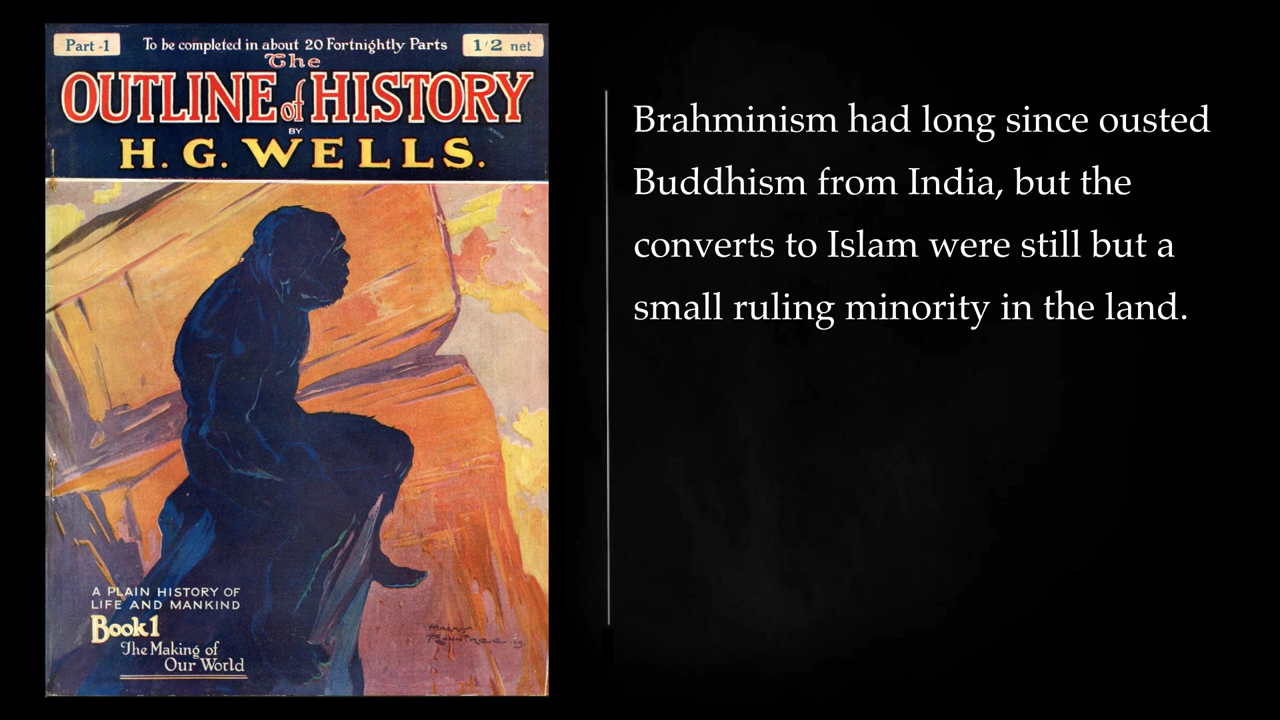 Part -1
To be completed in about 20 Fortnightly Parts
1/2 net
The
OUTLINE of HISTORY
BY
H. G. WELLS.
A PLAIN HISTORY OF
LIFE AND MANKIND
Book 1
The Making of
Our World
Brahminism had long since ousted
Buddhism from India, but the
converts to Islam were still but a
small ruling minority in the land.